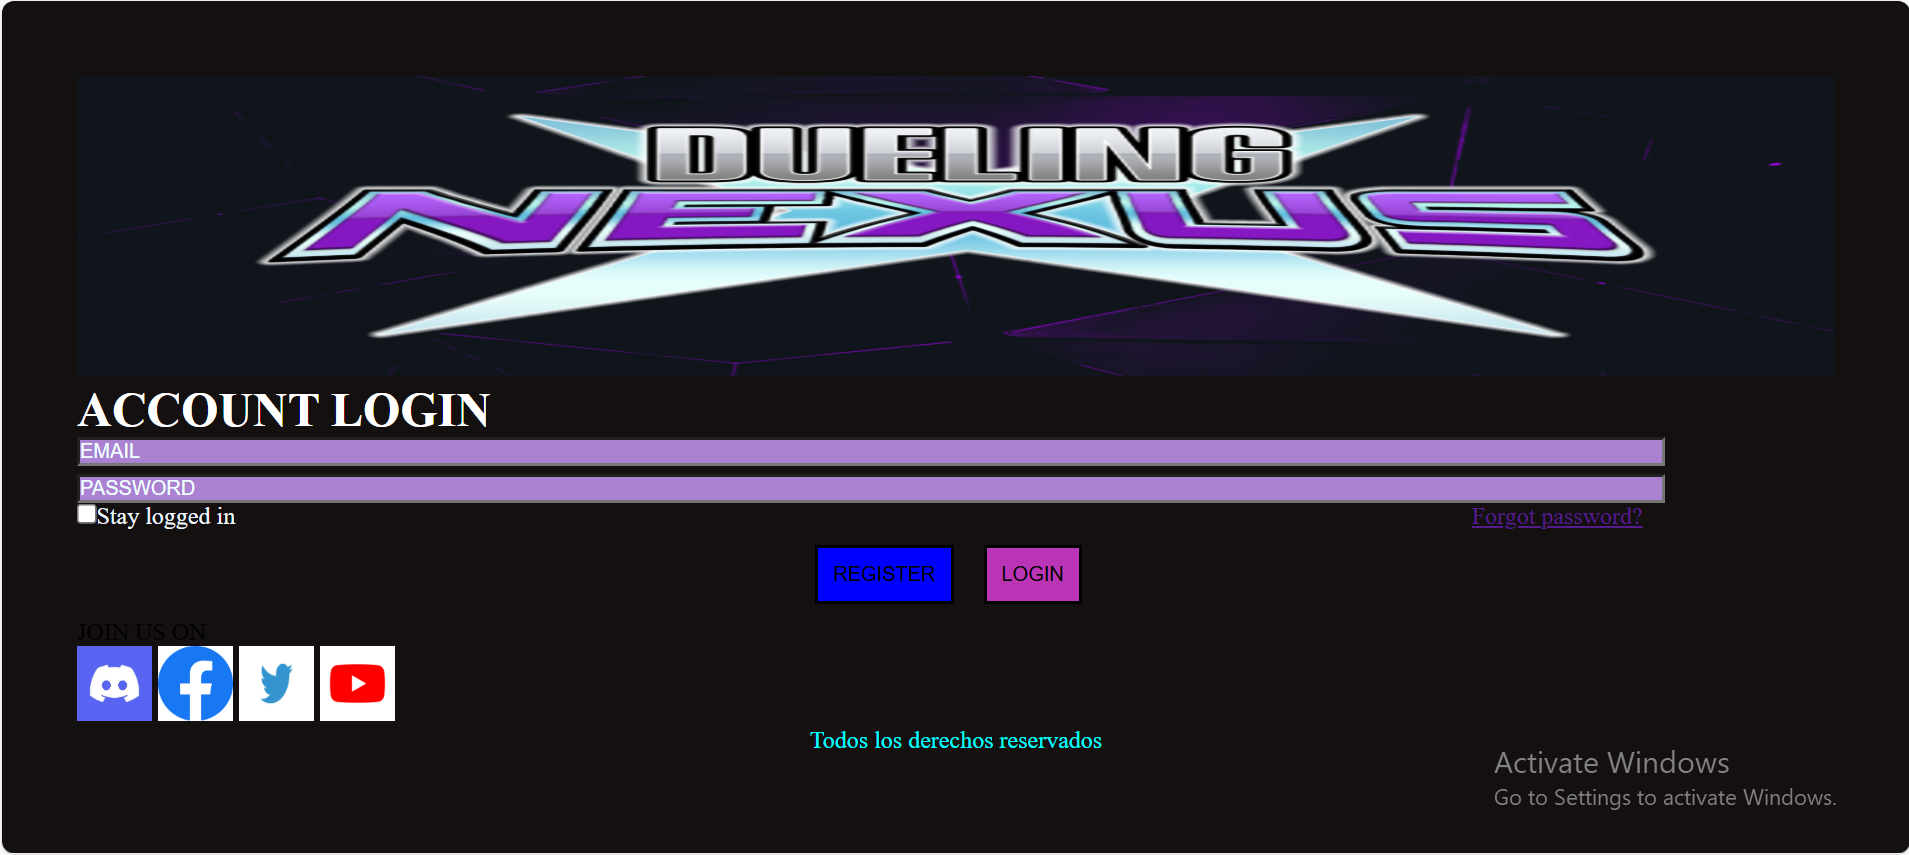 DUELING
NEXUS
ACCOUNT LOGIN
EMAIL
PASSWORD
Stay logged in
Forgot password?
REGISTER
LOGIN
JOIN US ON
Todos los derechos reservados
Activate Windows
Go to Settings to activate Windows.